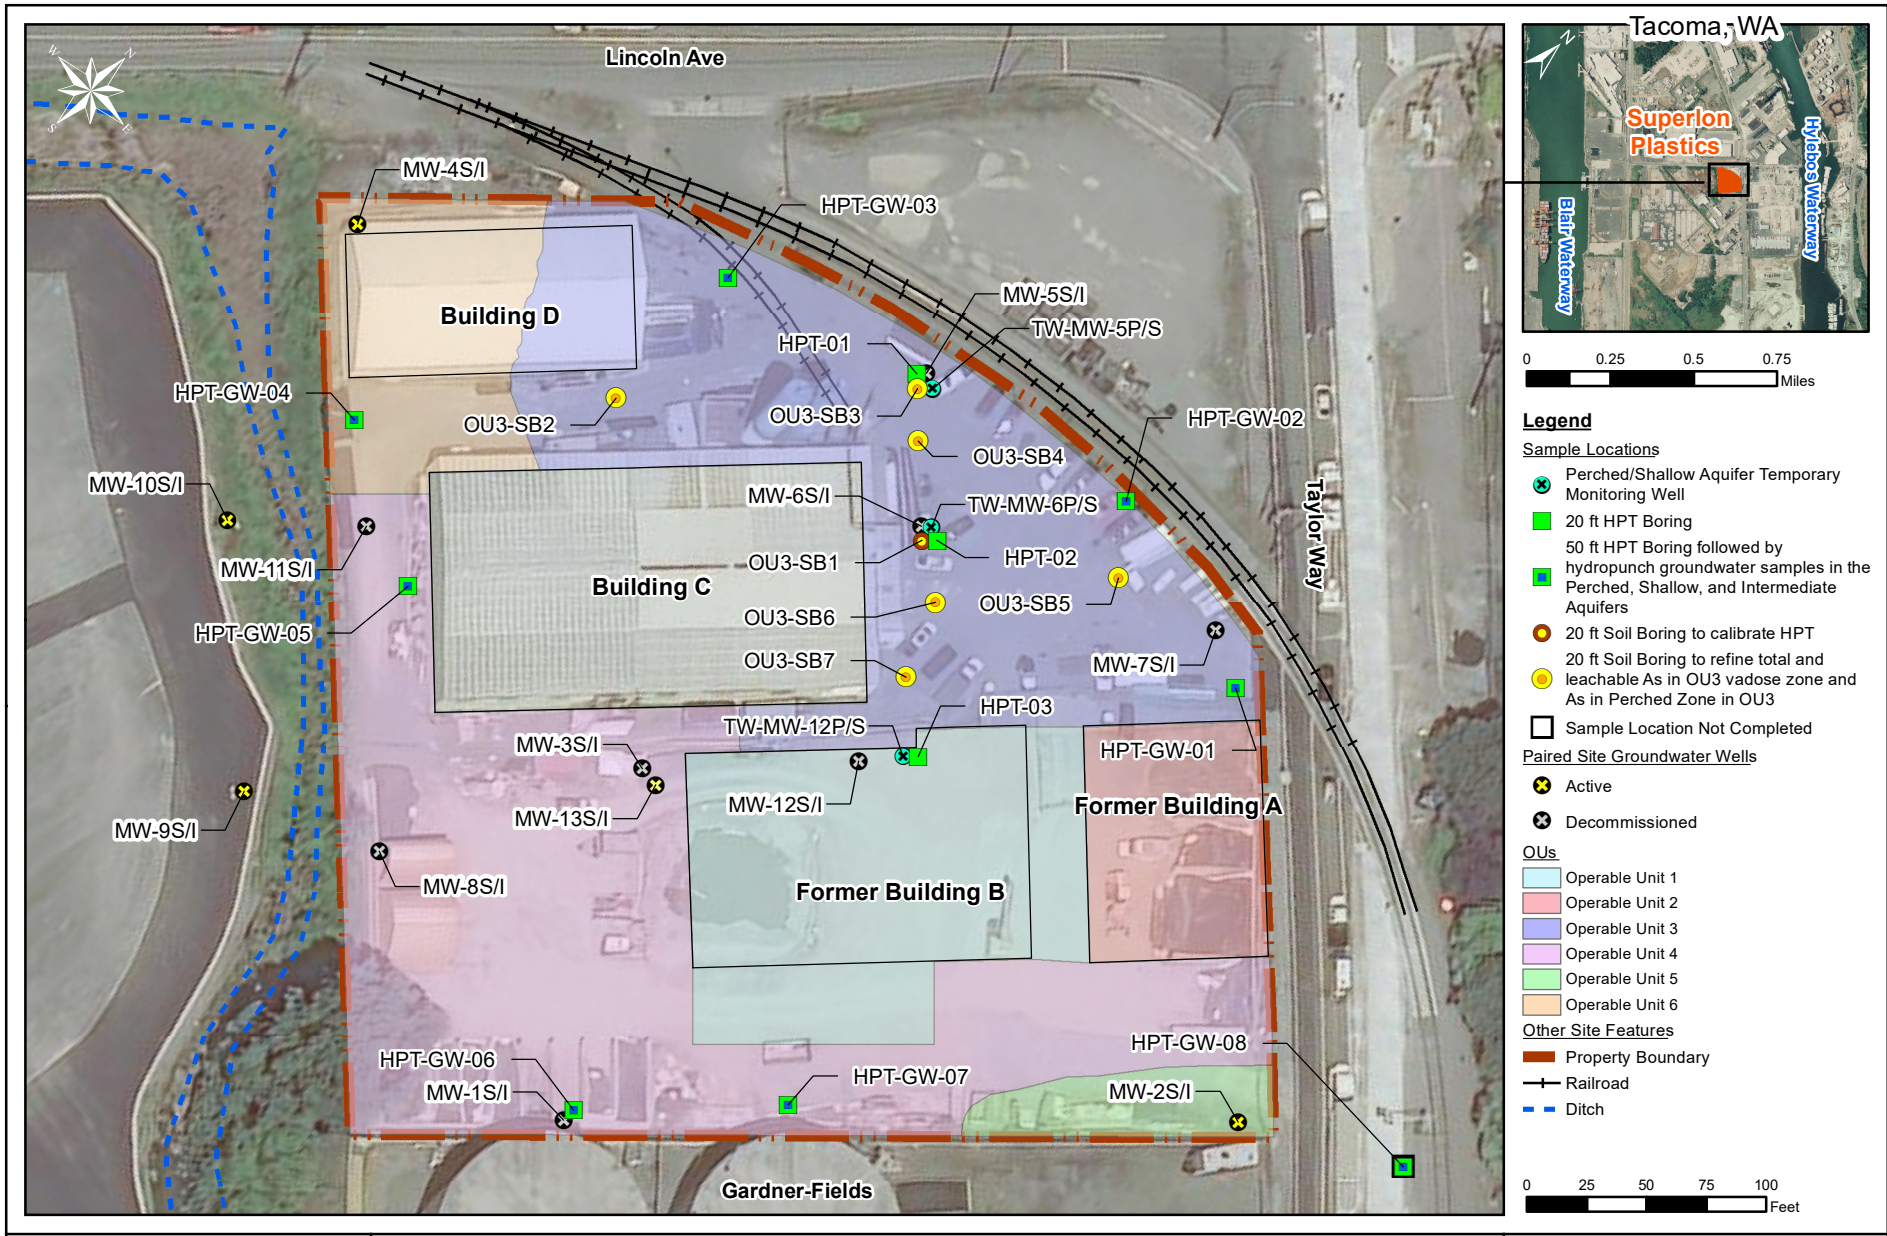 Lincoln Ave
W
N
S
E
MW-4S/I
HPT-GW-03
MW-5S/I
TW-MW-5P/S
HPT-01
Building D
HPT-GW-04
OU3-SB2
OU3-SB3
HPT-GW-02
OU3-SB4
MW-10S/I
MW-6S/I
TW-MW-6P/S
Taylor Way
MW-11S/I
OU3-SB1
HPT-02
Building C
OU3-SB5
OU3-SB6
HPT-GW-05
OU3-SB7
MW-7S/I
HPT-03
TW-MW-12P/S
MW-3S/I
HPT-GW-01
MW-12S/I
Former Building A
MW-13S/I
MW-9S/I
MW-8S/I
Former Building B
HPT-GW-08
HPT-GW-06
HPT-GW-07
MW-1S/I
MW-2S/I
Gardner-Fields
Tacoma, WA
N
Superlon
Plastics
Hylebos Waterway
Blair Waterway
0 0.25 0.5 0.75
Miles
Legend
Sample Locations
Perched/Shallow Aquifer Temporary
Monitoring Well
20 ft HPT Boring
50 ft HPT Boring followed by
hydropunch groundwater samples in the
Perched, Shallow, and Intermediate
Aquifers
20 ft Soil Boring to calibrate HPT
20 ft Soil Boring to refine total and
leachable As in OU3 vadose zone and
As in Perched Zone in OU3
Sample Location Not Completed
Paired Site Groundwater Wells
Active
Decommissioned
OUs
Operable Unit 1
Operable Unit 2
Operable Unit 3
Operable Unit 4
Operable Unit 5
Operable Unit 6
Other Site Features
Property Boundary
Railroad
Ditch
0 25 50 75 100
Feet